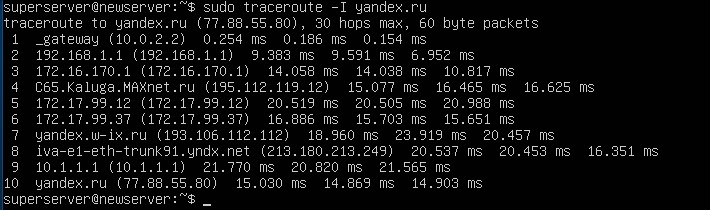 superserver@newserver:~$ sudo traceroute -I yandex.ru
traceroute to yandex.ru (77.88.55.80), 30 hops max, 60 byte packets
 1  _gateway (10.0.2.2)  0.254 ms  0.186 ms  0.154 ms
 2  192.168.1.1 (192.168.1.1)  9.383 ms  9.591 ms  6.952 ms
 3  172.16.170.1 (172.16.170.1)  14.058 ms  14.038 ms  10.817 ms
 4  C65.Kaluga.MAXnet.ru (195.112.119.12)  15.077 ms  16.465 ms  16.625 ms
 5  172.17.99.12 (172.17.99.12)  20.519 ms  20.505 ms  20.988 ms
 6  172.17.99.37 (172.17.99.37)  16.886 ms  15.703 ms  15.651 ms
 7  yandex.w-ix.ru (193.106.112.112)  18.960 ms  23.919 ms  20.457 ms
 8  iva-e1-eth-trunk91.yndx.net (213.180.213.249)  20.537 ms  20.453 ms  16.351 ms
 9  10.1.1.1 (10.1.1.1)  21.770 ms  20.820 ms  21.565 ms
10  yandex.ru (77.88.55.80)  15.030 ms  14.869 ms  14.903 ms
superserver@newserver:~$ _